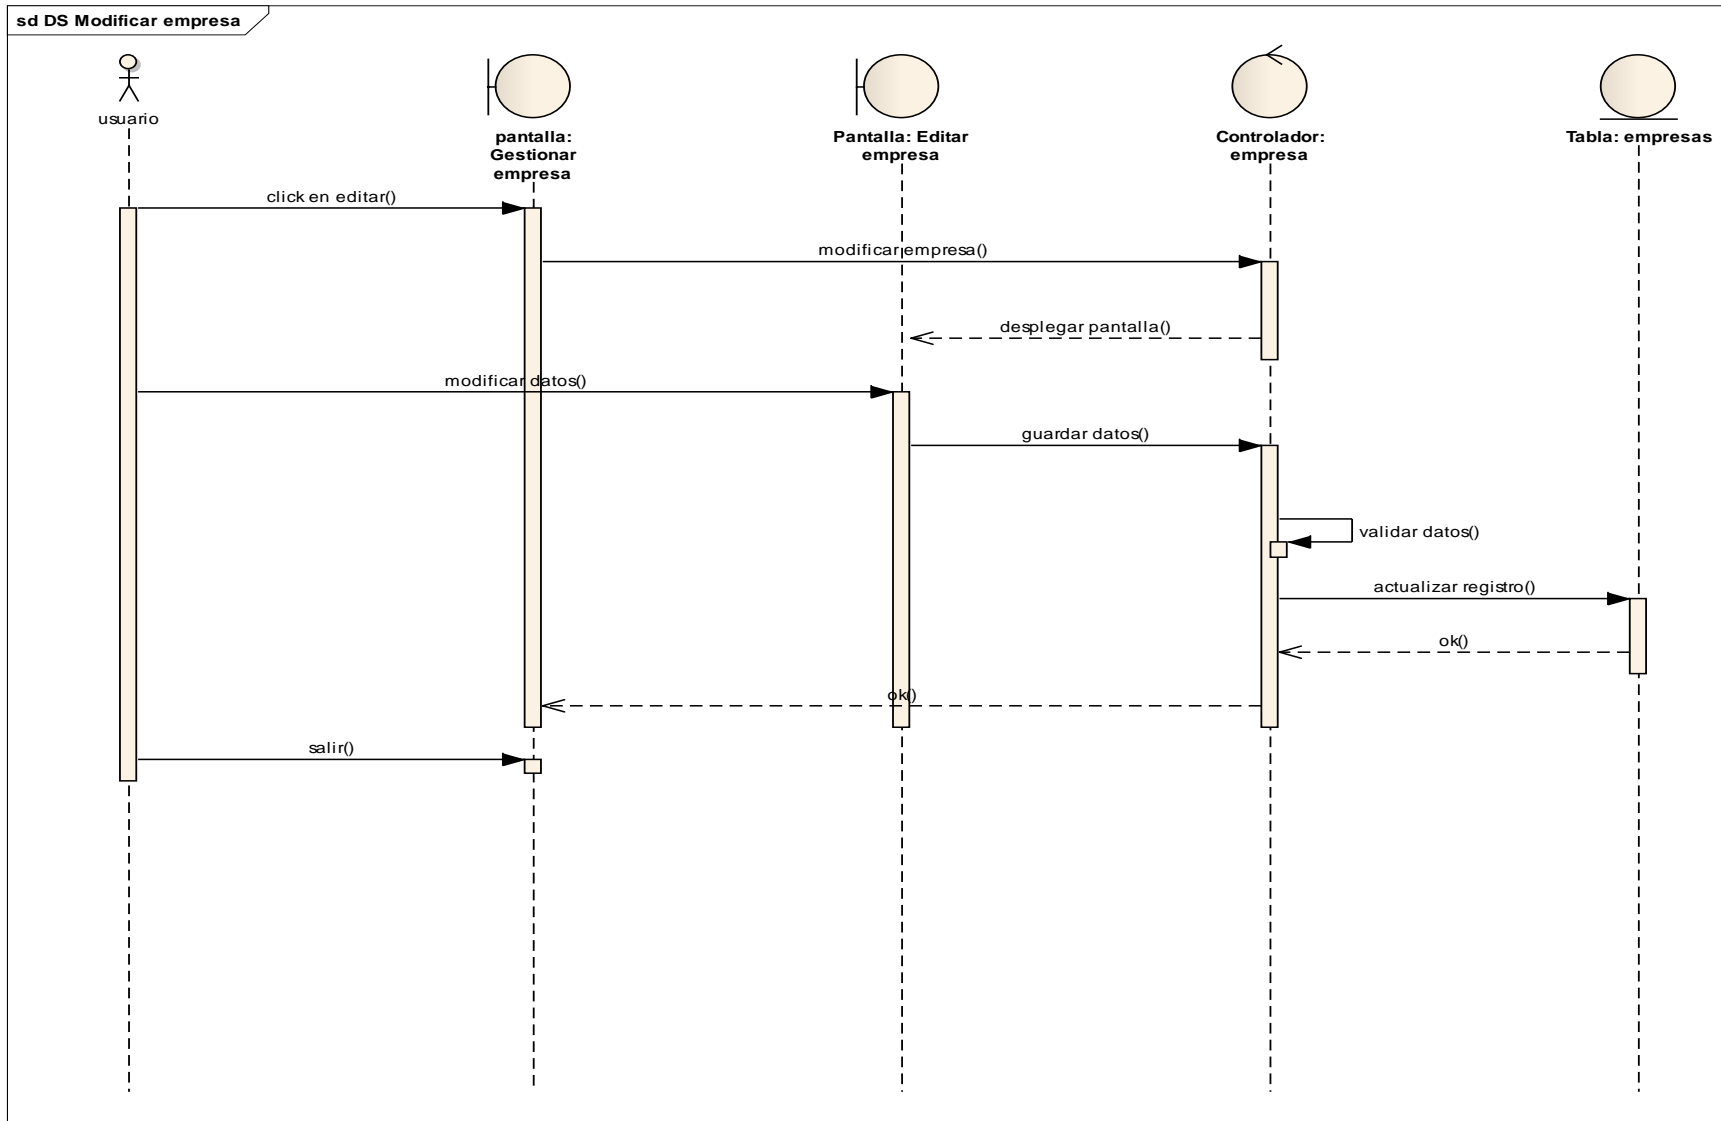 sd DS Modificar empresa
usuario
pantalla:
Gestionar
empresa
Pantalla: Editar
empresa
Controlador:
empresa
Tabla: empresas
click en editar()
modificar empresa()
desplegar pantalla()
modificar datos()
guardar datos()
validar datos()
actualizar registro()
ok()
ok()
salir()